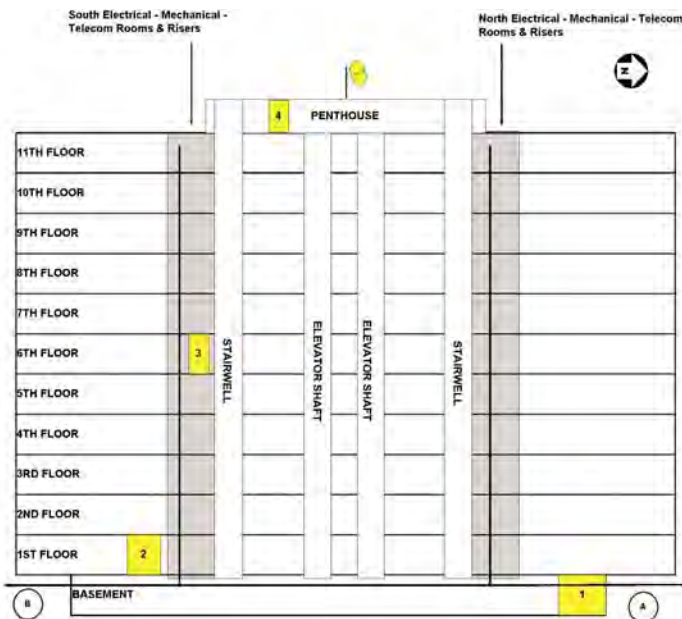 South Electrical - Mechanical -
Telecom Rooms & Risers
North Electrical - Mechanical - Telecom
Rooms & Risers
N
4
PENTHOUSE
11TH FLOOR
10TH FLOOR
9TH FLOOR
8TH FLOOR
7TH FLOOR
6TH FLOOR
3
STAIRWELL
ELEVATOR SHAFT
ELEVATOR SHAFT
STAIRWELL
5TH FLOOR
4TH FLOOR
3RD FLOOR
2ND FLOOR
1ST FLOOR
2
BASEMENT
1
A